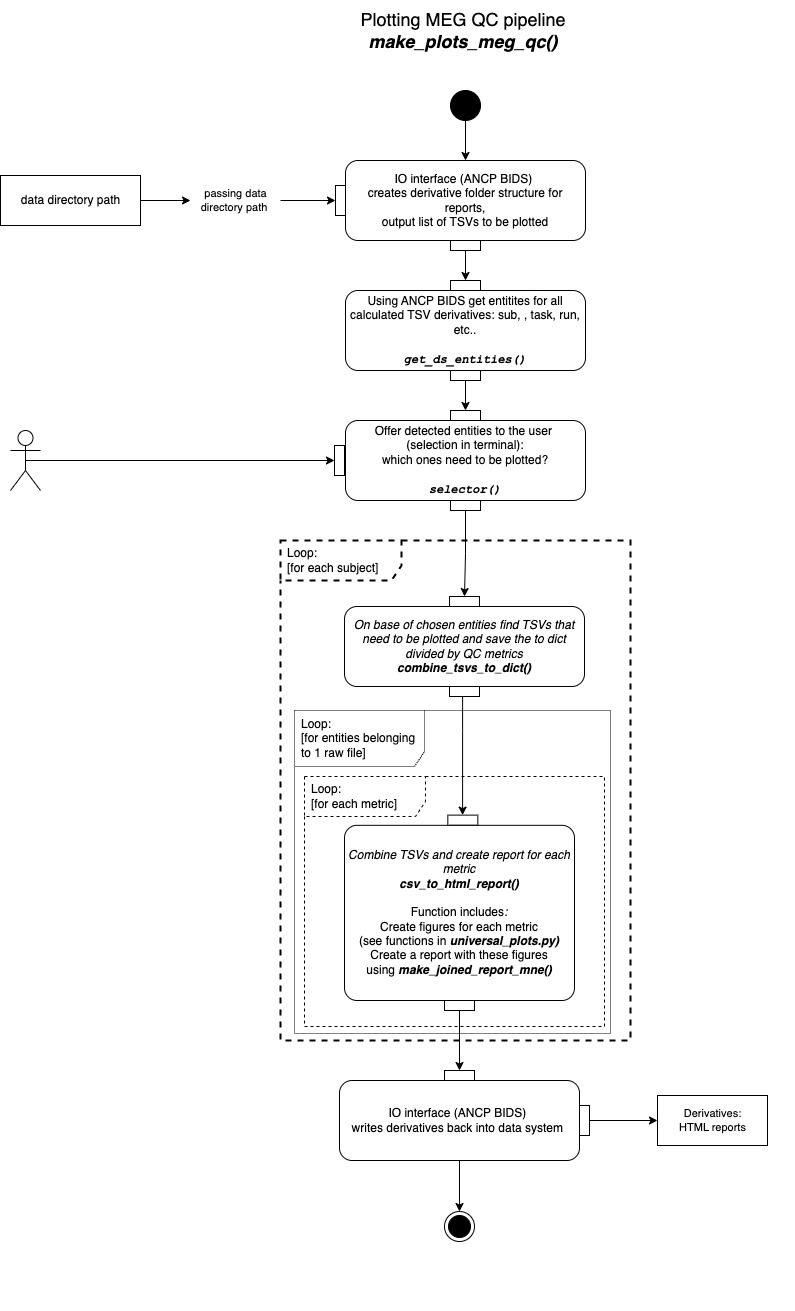 Plotting MEG QC pipeline
make_plots_meg_qc()
IO interface (ANCP BIDS)
creates derivative folder structure for
reports,
output list of TSVs to be plotted
data directory path
passing data
directory path
Using ANCP BIDS get entitites for all
calculated TSV derivatives: sub, , task, run,
etc..
get_ds_entities()
Offer detected entities to the user
(selection in terminal):
which ones need to be plotted?
selector()
Loop:
[for each subject]
On base of chosen entities find TSVs that
need to be plotted and save the to dict
divided by QC metrics
combine_tsvs_to_dict()
Loop:
[for entities belonging
to 1 raw file]
Loop:
[for each metric]
Combine TSVs and create report for each
metric
csv_to_html_report()
Function includes:
Create figures for each metric
(see functions in universal_plots.py)
Create a report with these figures
using make_joined_report_mne()
IO interface (ANCP BIDS)
writes derivatives back into data system
Derivatives:
HTML reports